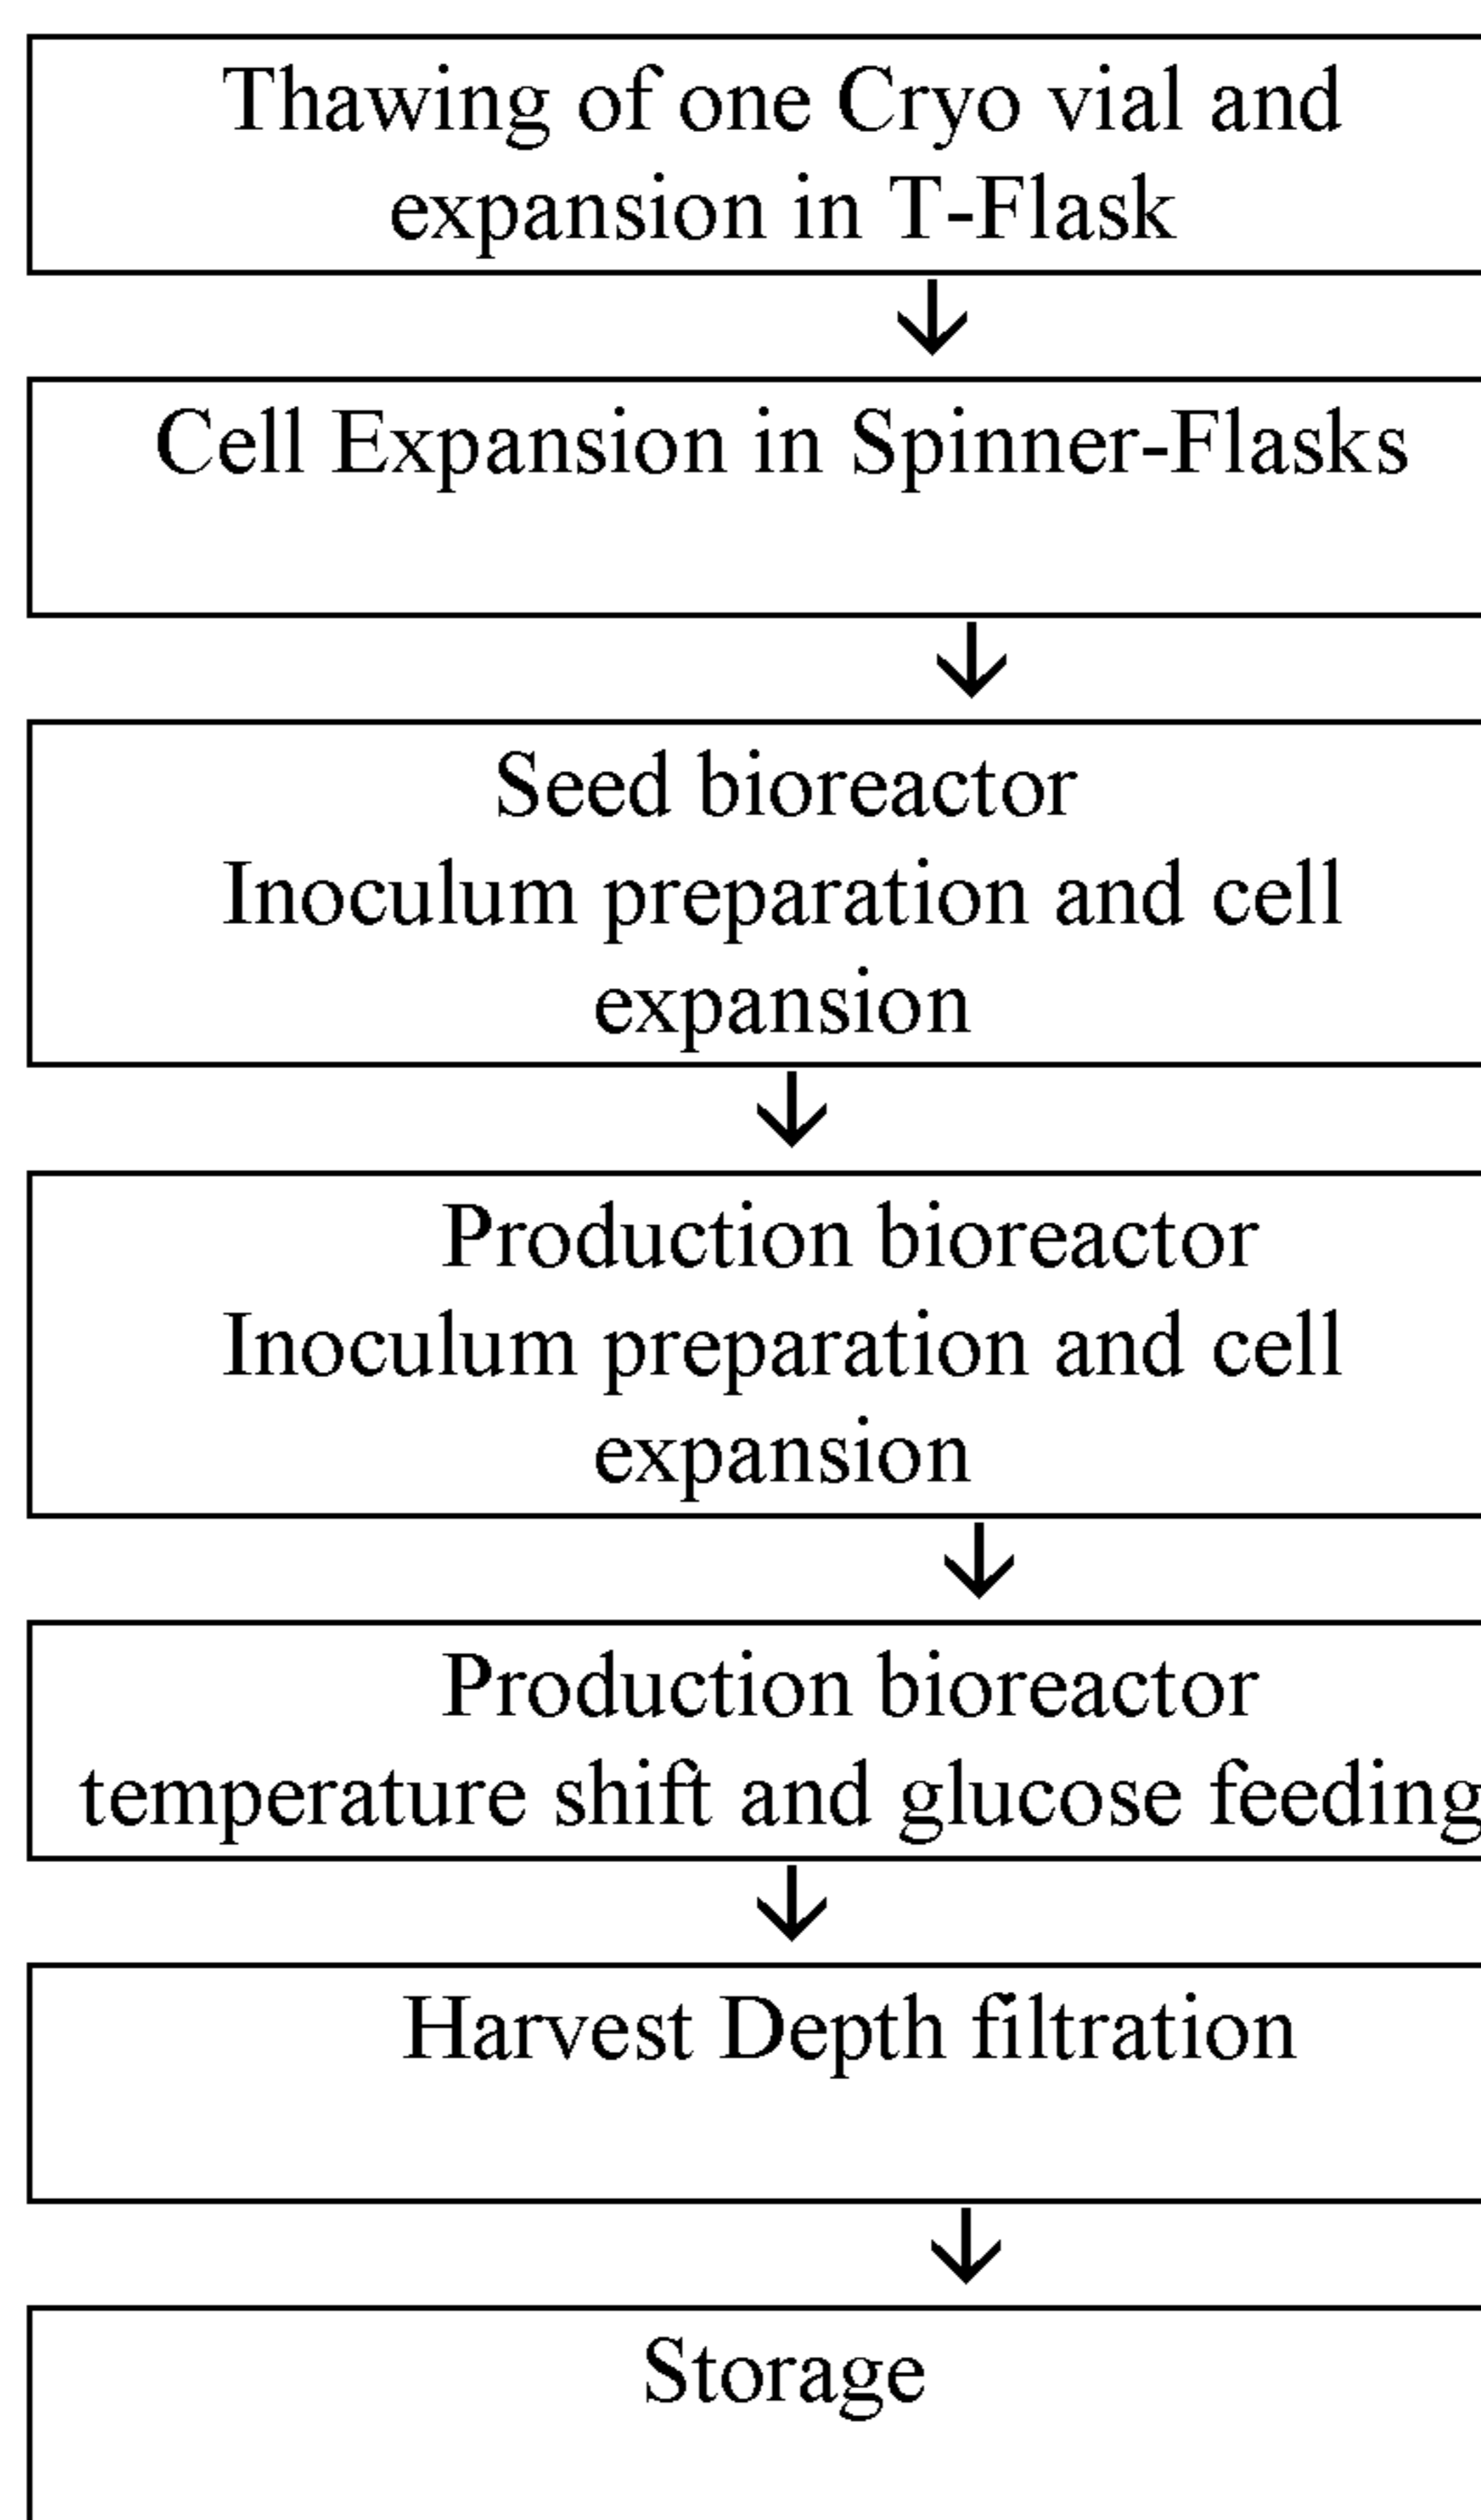 Thawing of one Cryo vial and
expansion in T-Flask
Cell Expansion in Spinner-Flasks
Seed bioreactor
Inoculum preparation and cell
expansion
Production bioreactor
Inoculum preparation and cell
expansion
Production bioreactor
temperature shift and glucose feeding
Harvest Depth filtration
Storage